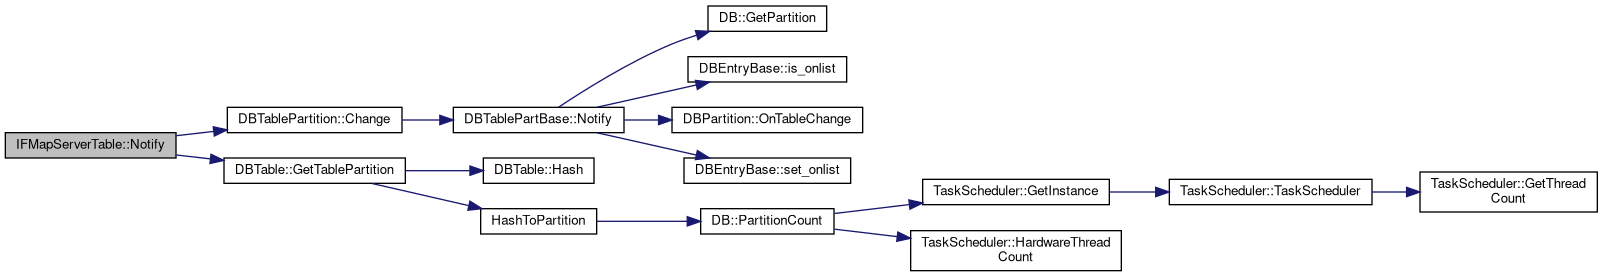 DB::GetPartition
DBEntryBase::is_onlist
DBTablePartition::Change
DBTablePartBase::Notify
DBPartition::OnTableChange
IFMapServerTable::Notify
DBTable::GetTablePartition
DBTable::Hash
DBEntryBase::set_onlist
TaskScheduler::GetInstance
TaskScheduler::TaskScheduler
TaskScheduler::GetThread
Count
HashToPartition
DB::PartitionCount
TaskScheduler::HardwareThread
Count